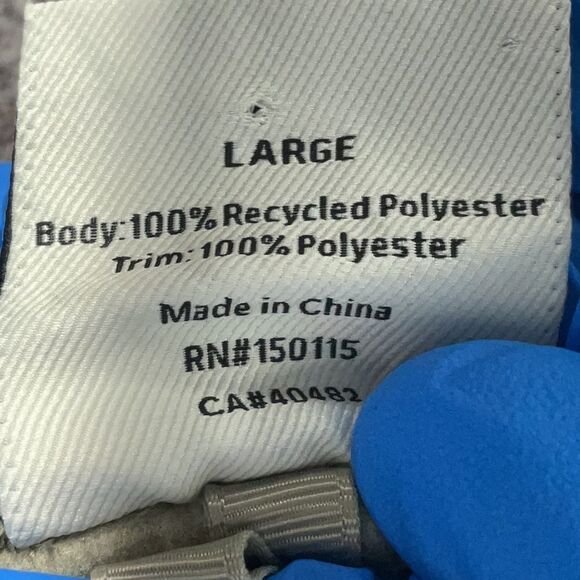 LARGE
Body:100% Recycled Polyester
Trim: 100% Polyester
Made in China
RN#150115
CA#40482